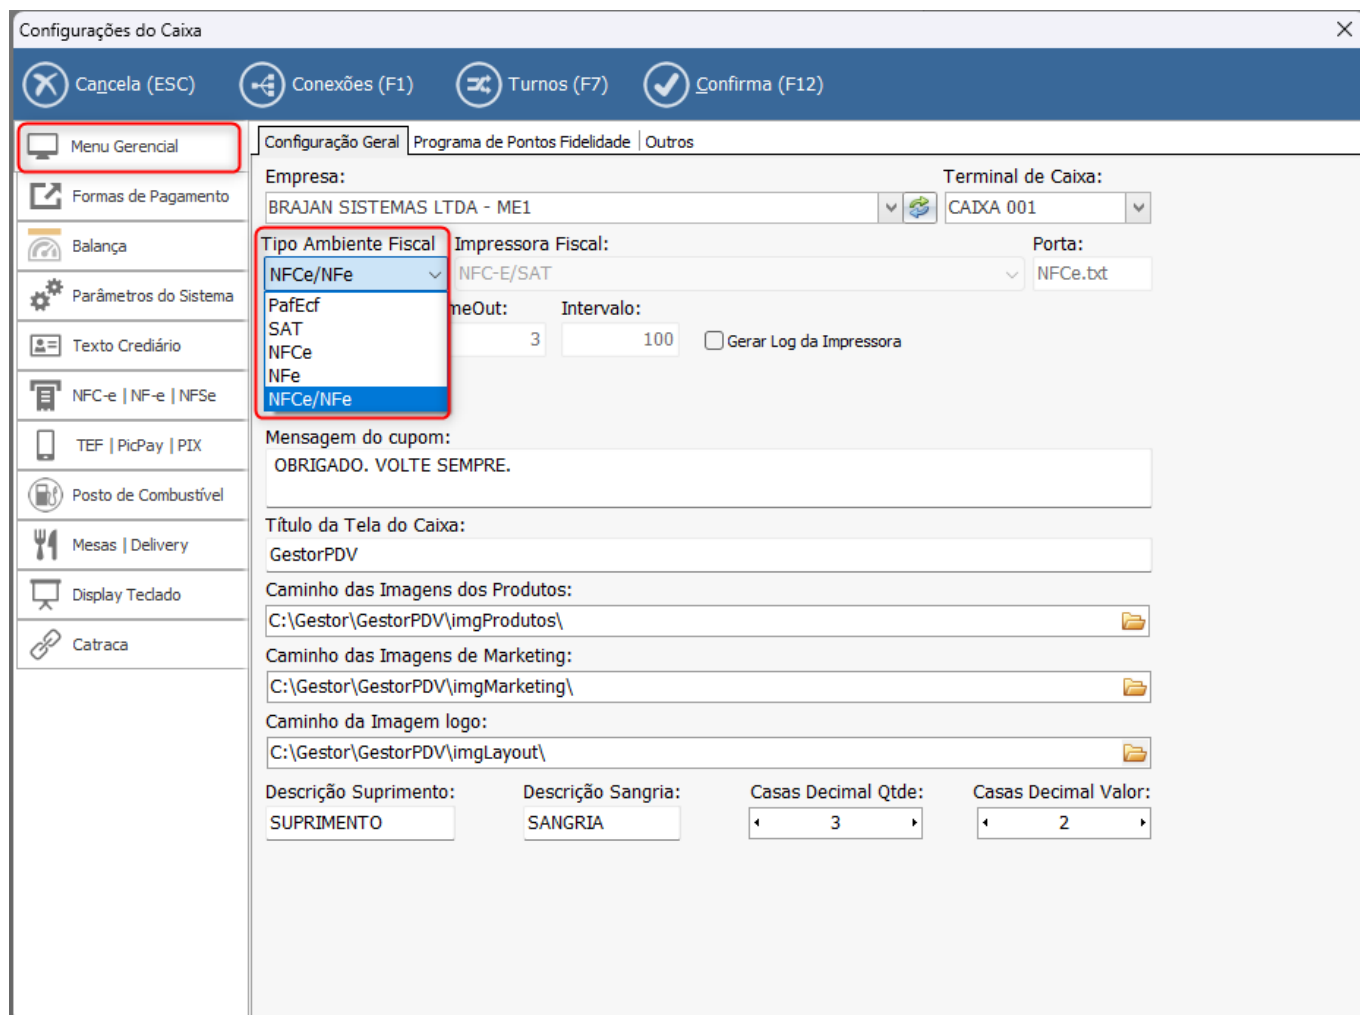 Configurações do Caixa
Cancela (ESC)
Conexões (F1)
Turnos (F7)
Confirma (F12)
Menu Gerencial
Formas de Pagamento
Balança
Parâmetros do Sistema
Texto Crediário
NFC-e | NF-e | NFSe
TEF | PicPay | PIX
Posto de Combustível
Mesas | Delivery
Display Teclado
Catraca
Configuração Geral
Programa de Pontos Fidelidade
Outros
Empresa:
Terminal de Caixa:
BRAJAN SISTEMAS LTDA - ME1
CAIXA 001
Tipo Ambiente Fiscal
Impressora Fiscal:
Porta:
NFCe/NFe
NFC-E/SAT
NFCe.txt
PafEcf
SAT
NFCe
NFe
NFCe/NFe
meOut:
Intervalo:
3
100
Gerar Log da Impressora
Mensagem do cupom:
OBRIGADO. VOLTE SEMPRE.
Título da Tela do Caixa:
GestorPDV
Caminho das Imagens dos Produtos:
C:\Gestor\GestorPDV\imgProdutos\
Caminho das Imagens de Marketing:
C:\Gestor\GestorPDV\imgMarketing\
Caminho da Imagem logo:
C:\Gestor\GestorPDV\imgLayout\
Descrição Suprimento:
Descrição Sangria:
Casas Decimal Qtde:
Casas Decimal Valor:
SUPRIMENTO
SANGRIA
3
2